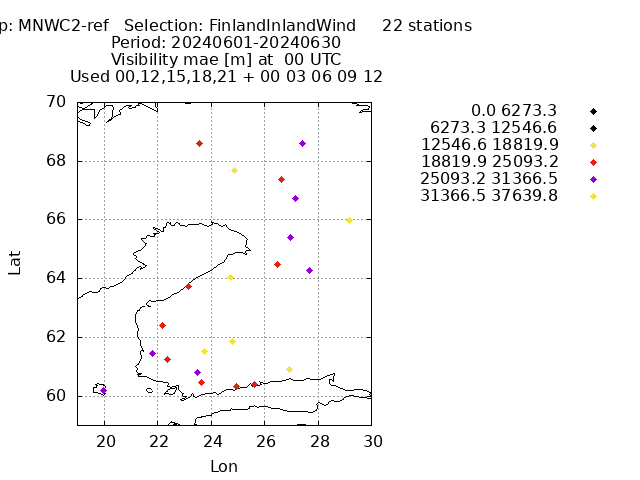 p: MNWC2-ref Selection: FinlandInlandWind 22 stations
Period: 20240601-20240630
Visibility mae [m] at 00 UTC
Used 00,12,15,18,21 + 00 03 06 09 12
0.0 6273.3
6273.3 12546.6
12546.6 18819.9
18819.9 25093.2
25093.2 31366.5
31366.5 37639.8
70
68
66
64
62
60
Lat
20 22 24 26 28 30
Lon